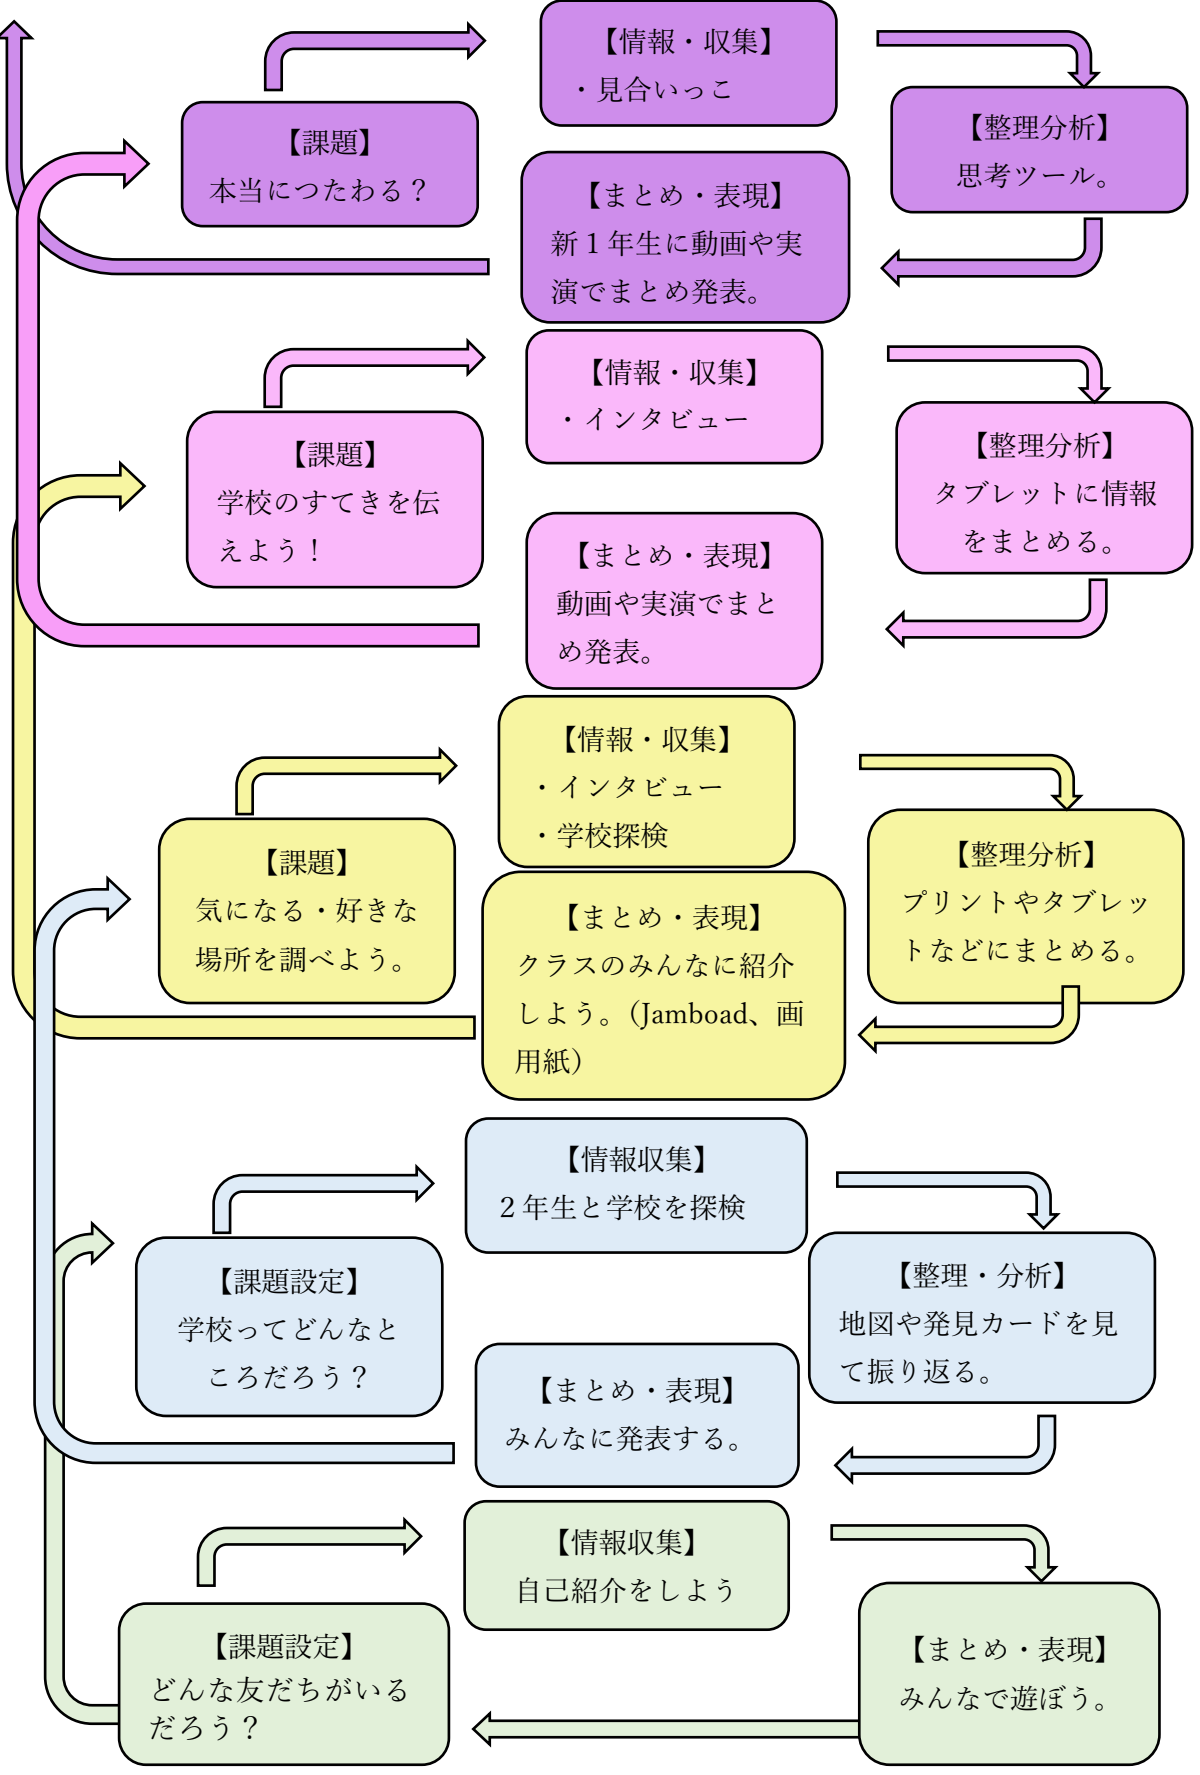 【情報・収集】
・見合いっこ
【課題】
本当につたわる？
【整理分析】
思考ツール。
【まとめ・表現】
新１年生に動画や実
演でまとめ発表。
【情報・収集】
・インタビュー
【課題】
学校のすてきを伝
えよう！
【整理分析】
タブレットに情報
をまとめる。
【まとめ・表現】
動画や実演でまと
め発表。
【情報・収集】
・インタビュー
・学校探検
【課題】
気になる・好きな
場所を調べよう。
【整理分析】
プリントやタブレッ
トなどにまとめる。
【まとめ・表現】
クラスのみんなに紹介
しよう。（Jamboad、画
用紙）
【情報収集】
２年生と学校を探検
【課題設定】
学校ってどんなと
ころだろう？
【整理・分析】
地図や発見カードを見
て振り返る。
【まとめ・表現】
みんなに発表する。
【情報収集】
自己紹介をしよう
【課題設定】
どんな友だちがいる
だろう？
【まとめ・表現】
みんなで遊ぼう。